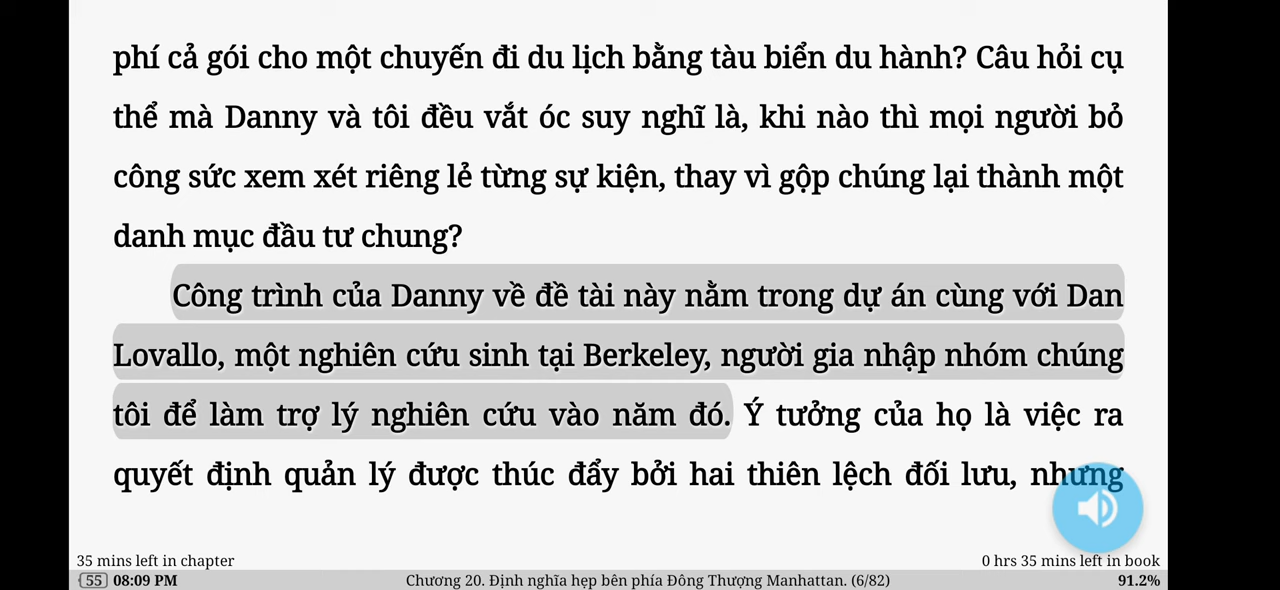 phí cả gói cho một chuyến đi du lịch bằng tàu biển du hành? Câu hỏi cụ
thể mà Danny và tôi đều vắt óc suy nghĩ là, khi nào thì mọi người bỏ
công sức xem xét riêng lẻ từng sự kiện, thay vì gộp chúng lại thành một
danh mục đầu tư chung?
Công trình của Danny về đề tài này nằm trong dự án cùng với Dan
Lovallo, một nghiên cứu sinh tại Berkeley, người gia nhập nhóm chúng
tôi để làm trợ lý nghiên cứu vào năm đó. Ý tưởng của họ là việc ra
quyết định quản lý được thúc đẩy bởi hai thiên lệch đối lưu, nhưng
35 mins left in chapter
0 hrs 35 mins left in book
55 08:09 PM
Chương 20. Định nghĩa hẹp bên phía Đông Thượng Manhattan. (6/82)
91.2%